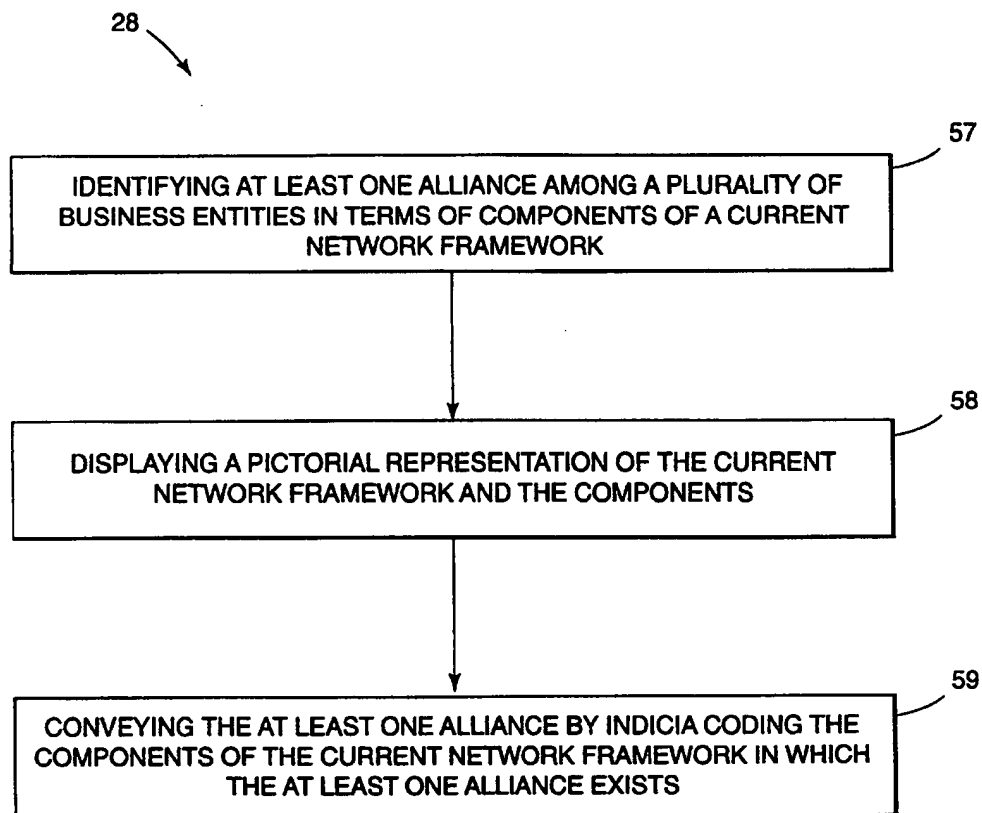 28
57
IDENTIFYING AT LEAST ONE ALLIANCE AMONG A PLURALITY OF
BUSINESS ENTITIES IN TERMS OF COMPONENTS OF A CURRENT
NETWORK FRAMEWORK
58
DISPLAYING A PICTORIAL REPRESENTATION OF THE CURRENT
NETWORK FRAMEWORK AND THE COMPONENTS
59
CONVEYING THE AT LEAST ONE ALLIANCE BY INDICIA CODING THE
COMPONENTS OF THE CURRENT NETWORK FRAMEWORK IN WHICH
THE AT LEAST ONE ALLIANCE EXISTS